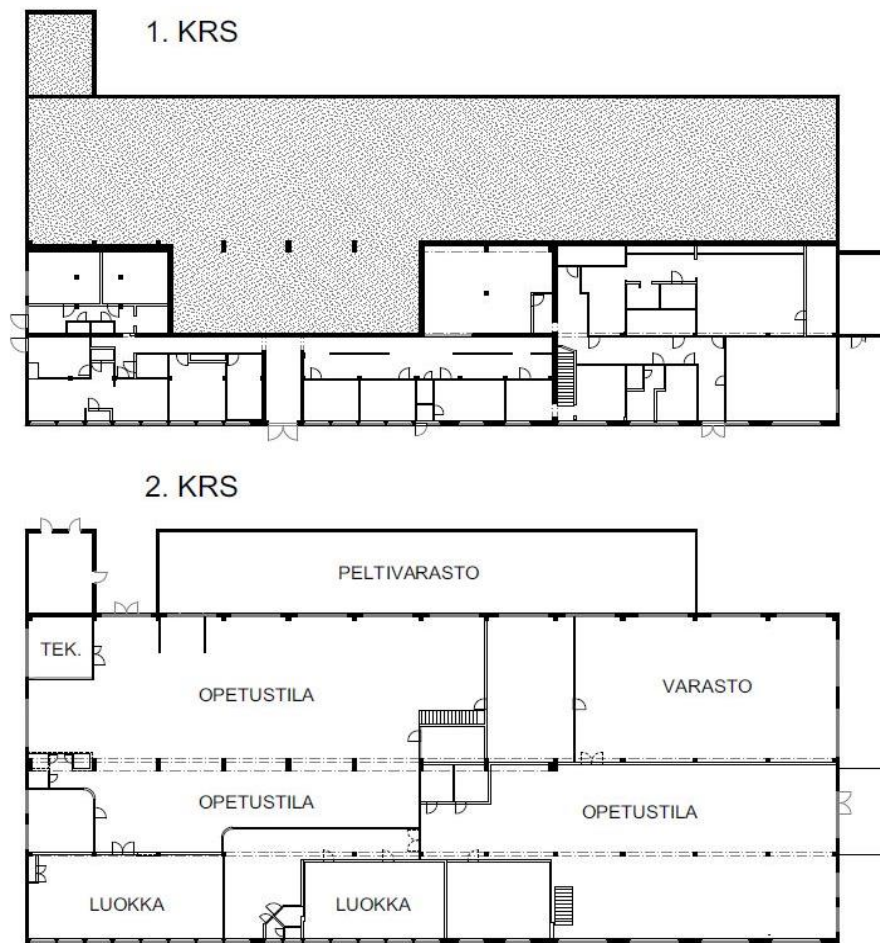 1. KRS
2. KRS
PELTIVARASTO
TEK.
OPETUSTILA
VARASTO
OPETUSTILA
OPETUSTILA
LUOKKA
LUOKKA